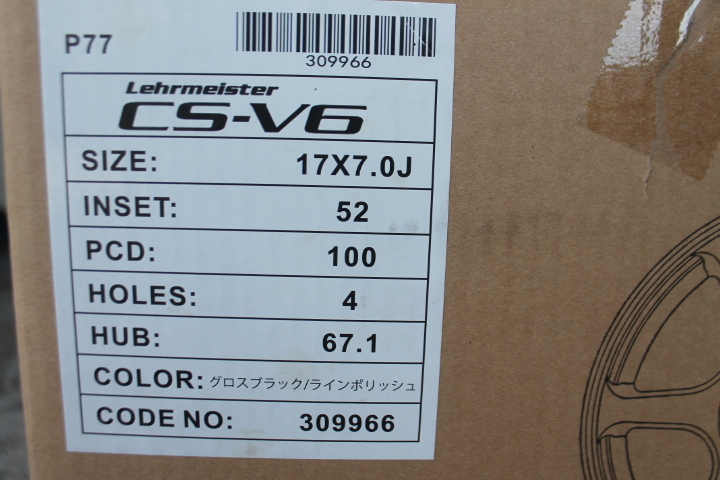 P77
309966
Lehrmeister
CS-V6
SIZE: 17X7.0J
INSET: 52
PCD: 100
HOLES: 4
HUB: 67.1
COLOR: グロスブラック/ラインポリッシュ
CODE NO: 309966